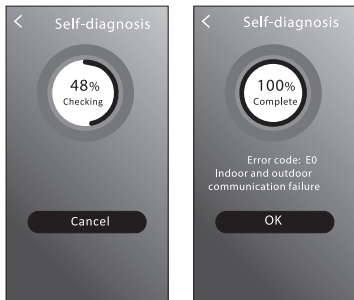 Self-diagnosis
48%
Checking
Cancel
Self-diagnosis
100%
Complete
Error code: E0
Indoor and outdoor
communication failure
OK